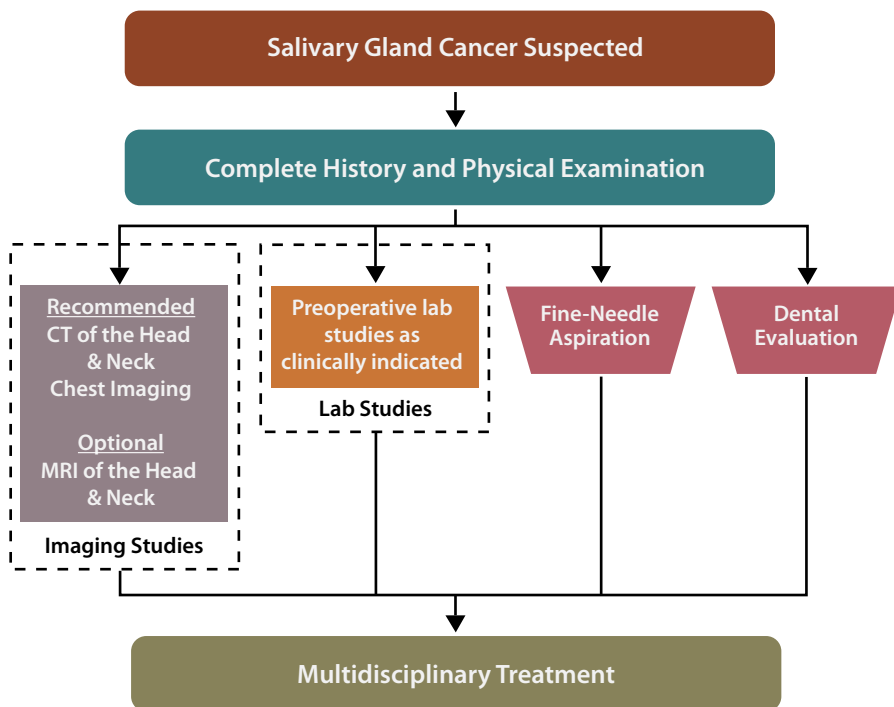 Salivary Gland Cancer Suspected
Complete History and Physical Examination
Recommended
CT of the Head
& Neck
Chest Imaging
Optional
MRI of the Head
& Neck
Imaging Studies
Preoperative lab
studies as
clinically indicated
Lab Studies
Fine-Needle
Aspiration
Dental
Evaluation
Multidisciplinary Treatment